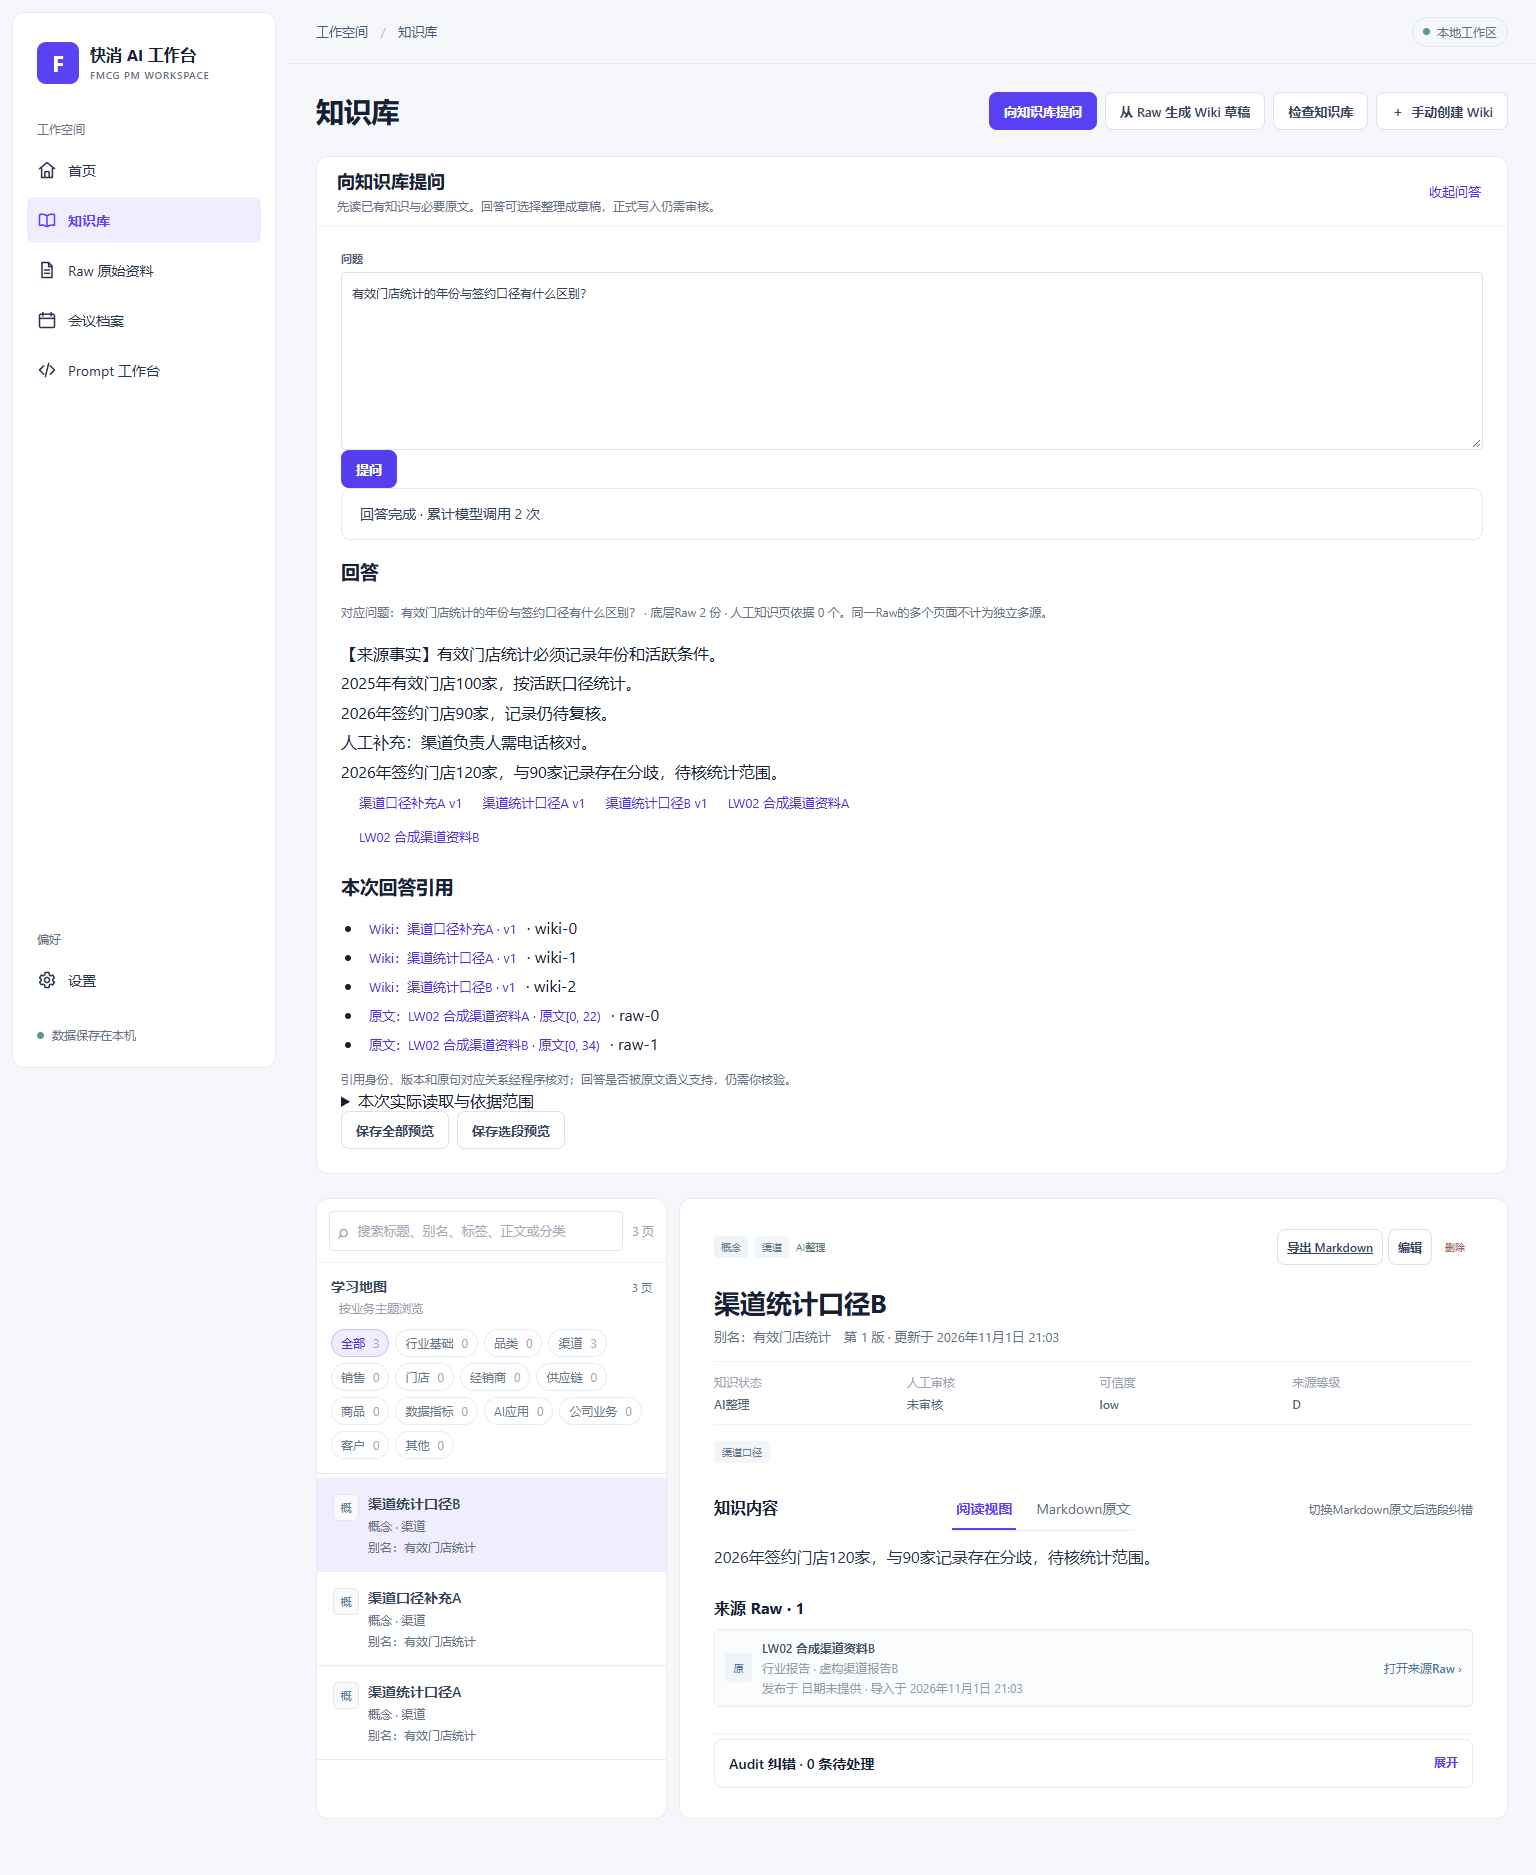 F
快消 AI 工作台
FMCG PM WORKSPACE
工作空间
首页
知识库
Raw 原始资料
会议档案
Prompt 工作台
偏好
设置
数据保存在本机
工作空间 / 知识库
本地工作区
知识库
向知识库提问
从 Raw 生成 Wiki 草稿
检查知识库
＋ 手动创建 Wiki
向知识库提问
先读已有知识与必要原文。回答可选择整理成草稿，正式写入仍需审核。
收起问答
问题
有效门店统计的年份与签约口径有什么区别？
提问
回答完成 · 累计模型调用 2 次
回答
对应问题：有效门店统计的年份与签约口径有什么区别？ · 底层Raw 2 份 · 人工知识页依据 0 个。同一Raw的多个页面不计为独立多源。
【来源事实】有效门店统计必须记录年份和活跃条件。
2025年有效门店100家，按活跃口径统计。
2026年签约门店90家，记录仍待复核。
人工补充：渠道负责人需电话核对。
2026年签约门店120家，与90家记录存在分歧，待核统计范围。
渠道口径补充A v1 渠道统计口径A v1 渠道统计口径B v1 LW02 合成渠道资料A
LW02 合成渠道资料B
本次回答引用
Wiki：渠道口径补充A · v1 · wiki-0
Wiki：渠道统计口径A · v1 · wiki-1
Wiki：渠道统计口径B · v1 · wiki-2
原文：LW02 合成渠道资料A · 原文[0, 22) · raw-0
原文：LW02 合成渠道资料B · 原文[0, 34) · raw-1
引用身份、版本和原句对应关系经程序核对；回答是否被原文语义支持，仍需你核验。
▶ 本次实际读取与依据范围
保存全部预览
保存选段预览
搜索标题、别名、标签、正文或分类
3 页
学习地图
3 页
按业务主题浏览
全部 3 行业基础 0 品类 0 渠道 3
销售 0 门店 0 经销商 0 供应链 0
商品 0 数据指标 0 AI应用 0 公司业务 0
客户 0 其他 0
概
渠道统计口径B
概念 · 渠道
别名：有效门店统计
概
渠道口径补充A
概念 · 渠道
别名：有效门店统计
概
渠道统计口径A
概念 · 渠道
别名：有效门店统计
概念 渠道 AI整理
导出 Markdown
编辑
删除
渠道统计口径B
别名：有效门店统计 第 1 版 · 更新于 2026年11月1日 21:03
知识状态 人工审核 可信度 来源等级
AI整理 未审核 low D
渠道口径
知识内容
阅读视图 Markdown原文
切换Markdown原文后选段纠错
2026年签约门店120家，与90家记录存在分歧，待核统计范围。
来源 Raw · 1
原
LW02 合成渠道资料B
行业报告 · 虚构渠道报告B
发布于 日期未提供 · 导入于 2026年11月1日 21:03
打开来源Raw ›
Audit 纠错 · 0 条待处理
展开